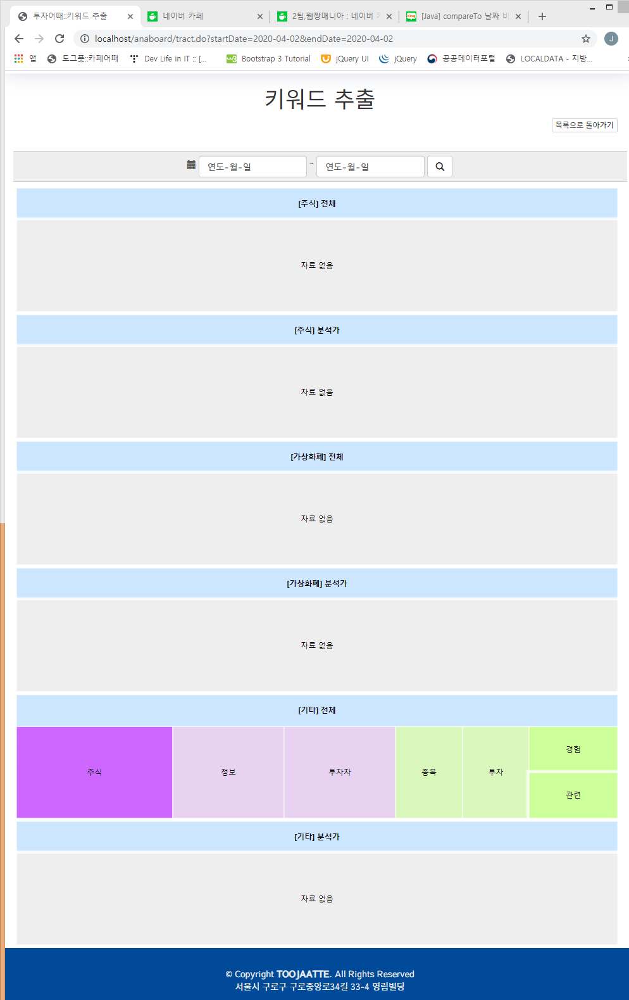 투자어때::키워드 추출
네이버 카페
2팀,웹짱매니아 : 네이버
[Java] compareTo 날짜
localhost/anaboard/tract.do?startDate=2020-04-02&endDate=2020-04-02
J
앱
도그풋::카페어때
Dev Life in IT :: [...
w3
Bootstrap 3 Tutorial
jQuery UI
jQuery
공공데이터포털
LOCALDATA - 지방...
키워드 추출
목록으로 돌아가기
연도-월-일 ~ 연도-월-일
[주식] 전체
자료 없음
[주식] 분석가
자료 없음
[가상화폐] 전체
자료 없음
[가상화폐] 분석가
자료 없음
[기타] 전체
주식
정보
투자자
종목
투자
경험
관련
[기타] 분석가
자료 없음
© Copyright TOOJAATTE. All Rights Reserved
서울시 구로구 구로중앙로34길 33-4 영림빌딩